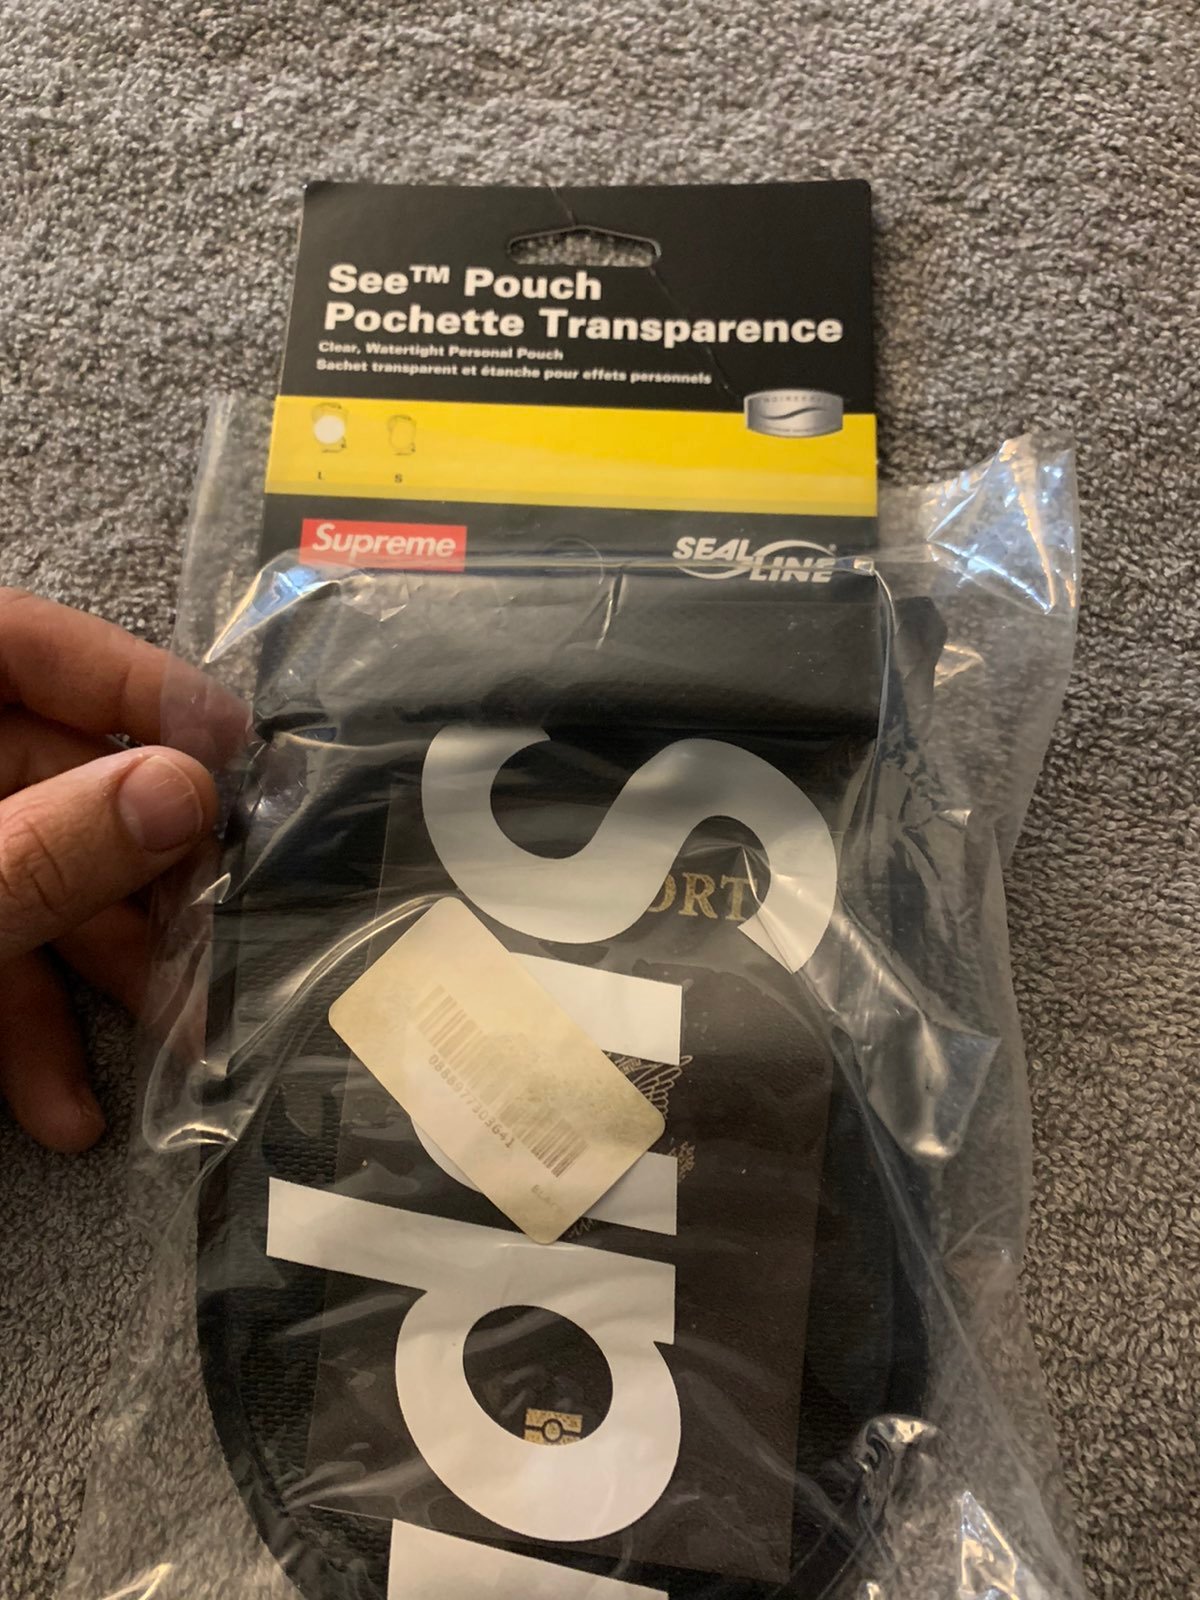 See™ Pouch
Pochette Transparence
Clear, Watertight Personal Pouch
Sachet transparent et étanche pour effets personnels
L S
Supreme
SEAL LINE®
Sup
ORT